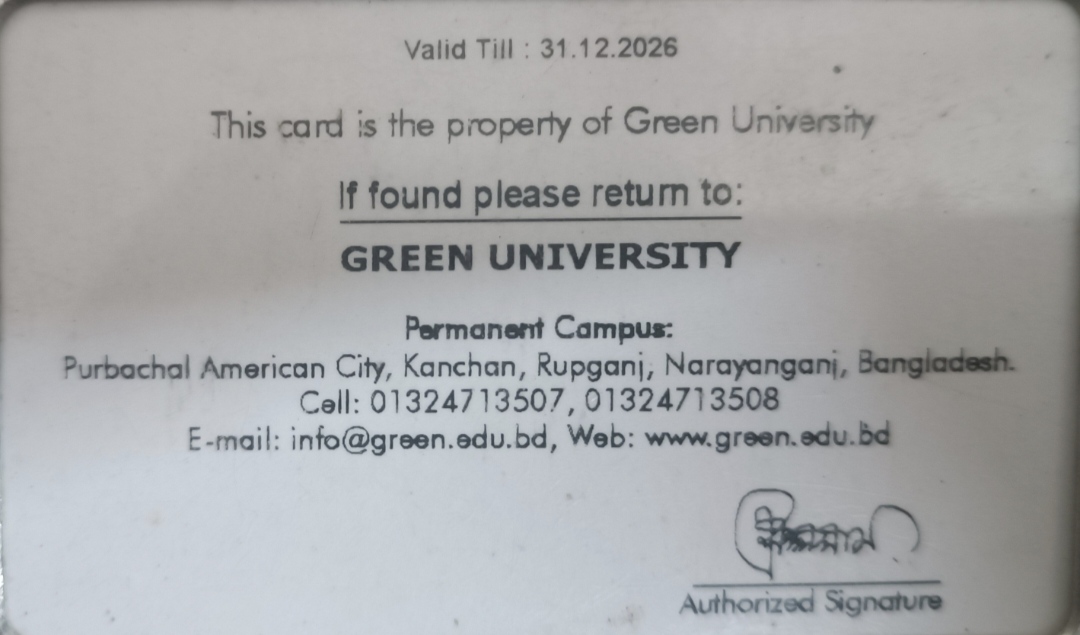 Valid Till : 31.12.2026
This card is the property of Green University
If found please return to:
GREEN UNIVERSITY
Permanent Campus:
Purbachal American City, Kanchan, Rupganj, Narayanganj, Bangladesh.
Cell: 01324713507, 01324713508
E-mail: info@green.edu.bd, Web: www.green.edu.bd
Authorized Signature